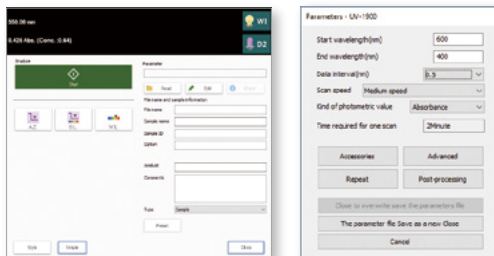 550.00 nm
WI
0.428 Abs. (Conc. :0.64)
D2
Analyze
Parameter
Start
Read
Edit
File name and sample information
File name
Sample name
Sample ID
Option
A.Z.
B.L.
W.λ.
Analyst
Comments
Type
Sample
Preset
Style
Simple
Close
Parameters - UV-1900
Start wavelength(nm) 600
End wavelength(nm) 400
Data interval(nm) 0.5
Scan speed Medium speed
Kind of photometric value Absorbance
Time required for one scan 2Minute
Accessories Advanced
Repeat Post-processing
Close to overwrite save the parameters file
The parameter file Save as a new Close
Cancel